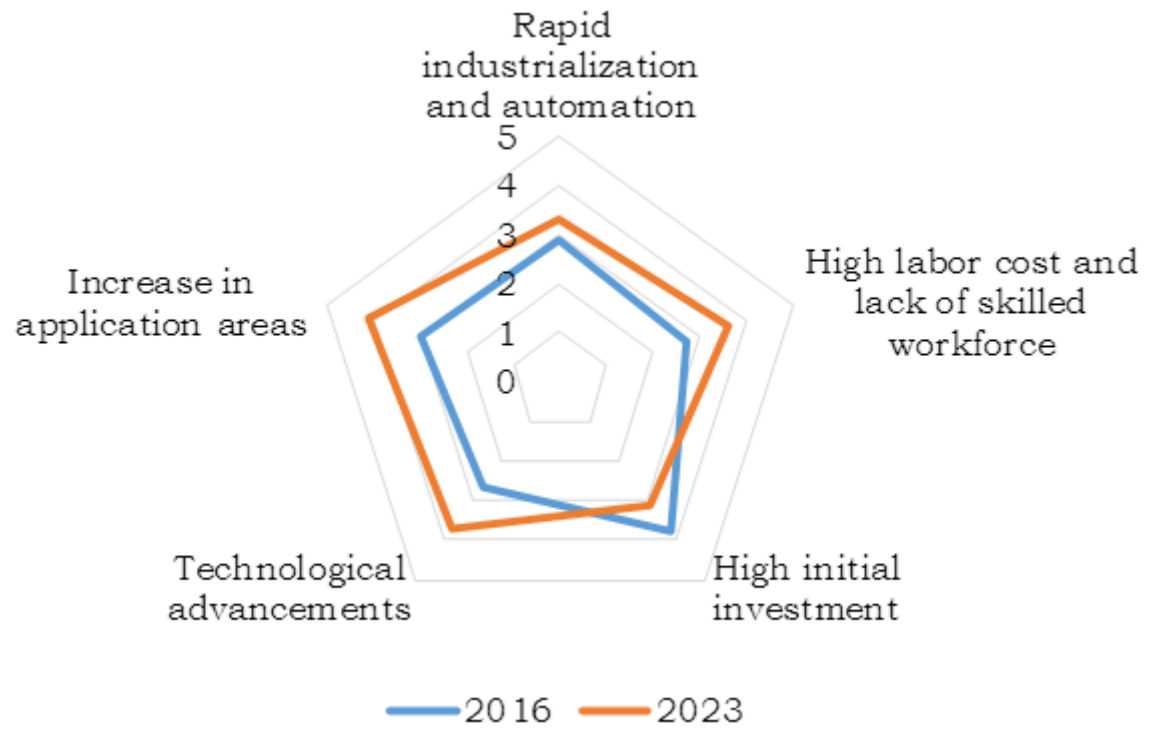 Rapid
industrialization
and automation
5
4
3
2
1
0
High labor cost and
lack of skilled
workforce
Increase in
application areas
Technological
advancements
High initial
investment
2016
2023